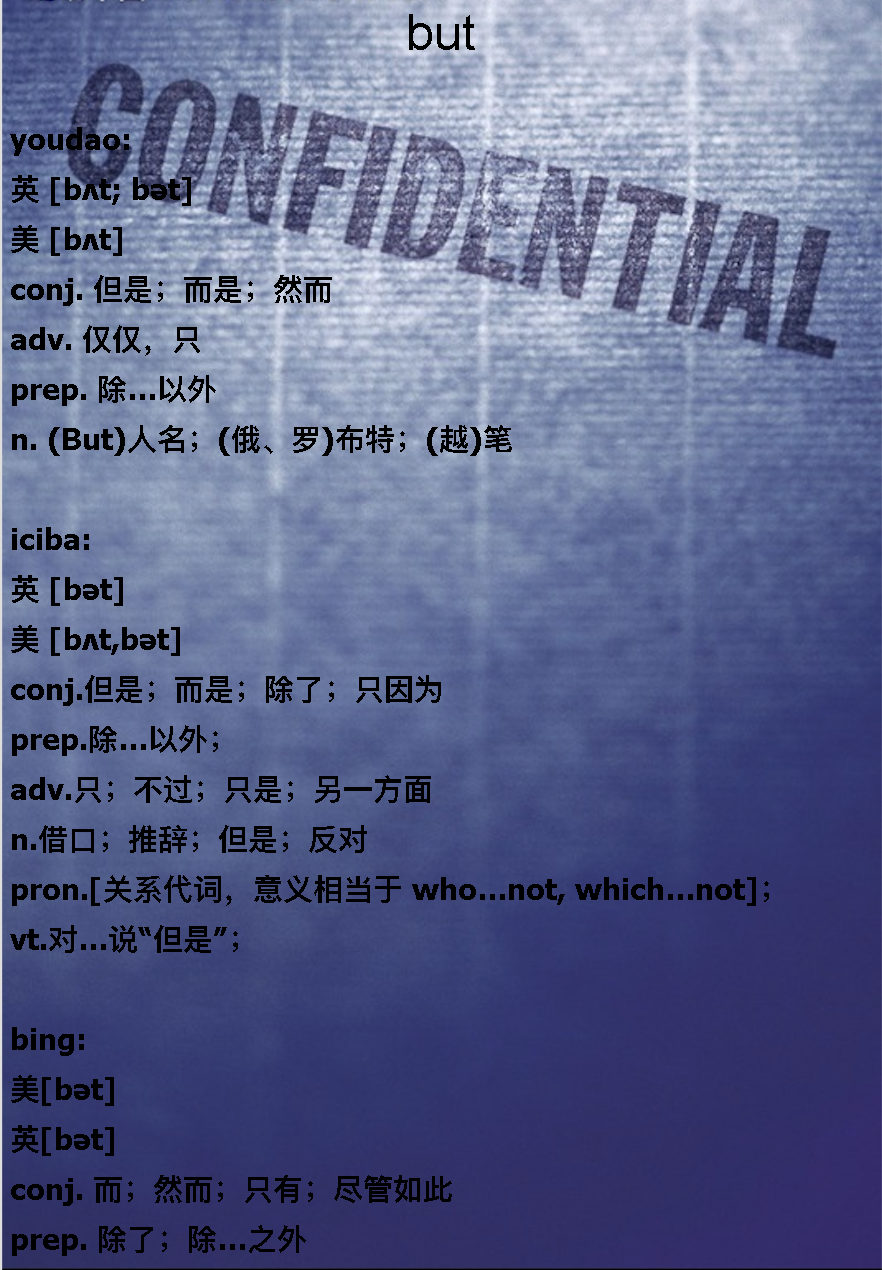 but
CONFIDENTIAL
youdao:
英 [bʌt; bət]
美 [bʌt]
conj. 但是；而是；然而
adv. 仅仅，只
prep. 除...以外
n. (But)人名；(俄、罗)布特；(越)笔
iciba:
英 [bət]
美 [bʌt,bət]
conj.但是；而是；除了；只因为
prep.除...以外；
adv.只；不过；只是；另一方面
n.借口；推辞；但是；反对
pron.[关系代词，意义相当于 who...not, which...not]；
vt.对...说“但是”；
bing:
美[bət]
英[bət]
conj. 而；然而；只有；尽管如此
prep. 除了；除...之外